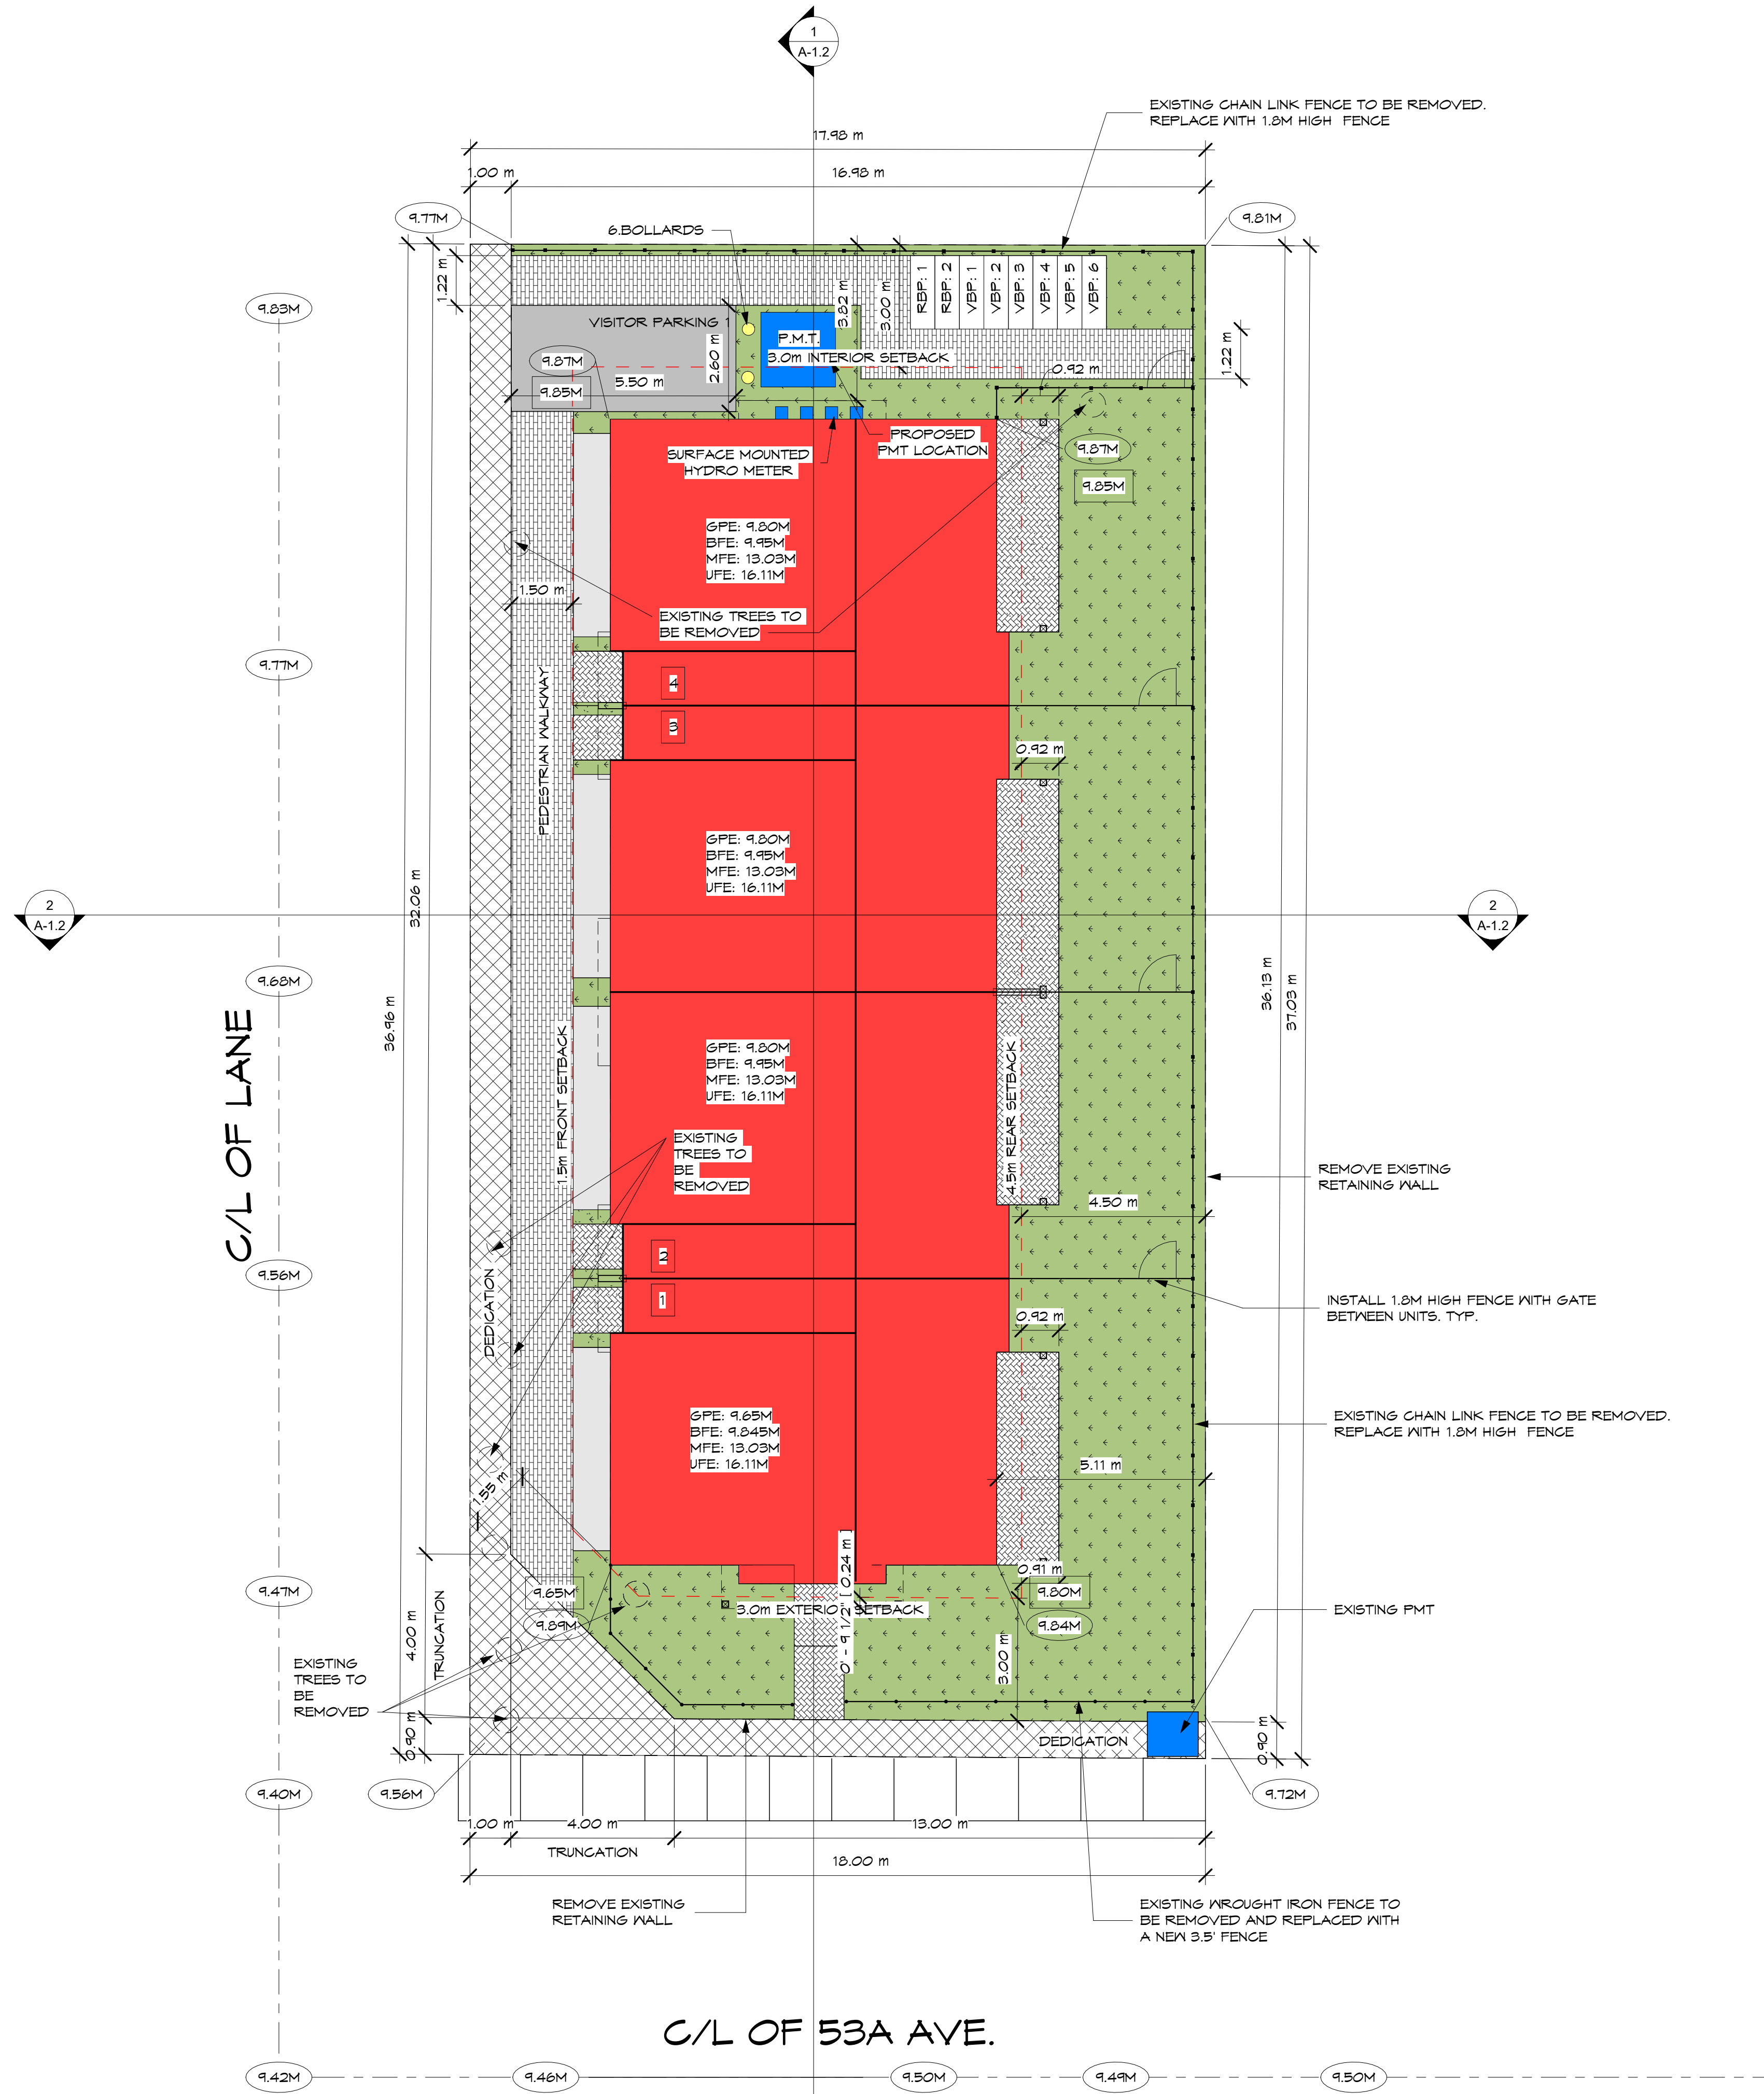 1
A-1.2
EXISTING CHAIN LINK FENCE TO BE REMOVED.
REPLACE WITH 1.8M HIGH FENCE
17.98 m
1.00 m
16.98 m
9.77M
9.81M
6.BOLLARDS
1.22 m
3.82 m
3.00 m
RBP: 1
RBP: 2
VBP: 1
VBP: 2
VBP: 3
VBP: 4
VBP: 5
VBP: 6
9.83M
VISITOR PARKING 1
P.M.T.
2.60 m
3.0m INTERIOR SETBACK
1.22 m
9.87M
0.92 m
5.50 m
9.85M
PROPOSED
PMT LOCATION
9.87M
SURFACE MOUNTED
HYDRO METER
9.85M
GPE: 9.80M
BFE: 9.95M
MFE: 13.03M
UFE: 16.11M
1.50 m
EXISTING TREES TO
BE REMOVED
9.77M
4
3
PEDESTRIAN WALKWAY
0.92 m
GPE: 9.80M
BFE: 9.95M
MFE: 13.03M
UFE: 16.11M
32.06 m
2
A-1.2
2
A-1.2
9.68M
36.96 m
36.13 m
37.03 m
C/L OF LANE
GPE: 9.80M
BFE: 9.95M
MFE: 13.03M
UFE: 16.11M
1.5m FRONT SETBACK
4.5m REAR SETBACK
EXISTING
TREES TO
BE
REMOVED
REMOVE EXISTING
RETAINING WALL
4.50 m
9.56M
2
1
DEDICATION
INSTALL 1.8M HIGH FENCE WITH GATE
BETWEEN UNITS. TYP.
0.92 m
GPE: 9.65M
BFE: 9.845M
MFE: 13.03M
UFE: 16.11M
EXISTING CHAIN LINK FENCE TO BE REMOVED.
REPLACE WITH 1.8M HIGH FENCE
5.11 m
1.55 m
0' - 9 1/2" [ 0.24 m ]
0.91 m
9.47M
9.65M
9.80M
3.0m EXTERIOR SETBACK
EXISTING PMT
9.89M
9.84M
4.00 m
TRUNCATION
3.00 m
EXISTING
TREES TO
BE
REMOVED
0.90 m
DEDICATION
0.90 m
9.40M
9.56M
9.72M
1.00 m
4.00 m
13.00 m
TRUNCATION
18.00 m
REMOVE EXISTING
RETAINING WALL
EXISTING WROUGHT IRON FENCE TO
BE REMOVED AND REPLACED WITH
A NEW 3.5' FENCE
C/L OF 53A AVE.
9.42M
9.46M
9.50M
9.49M
9.50M